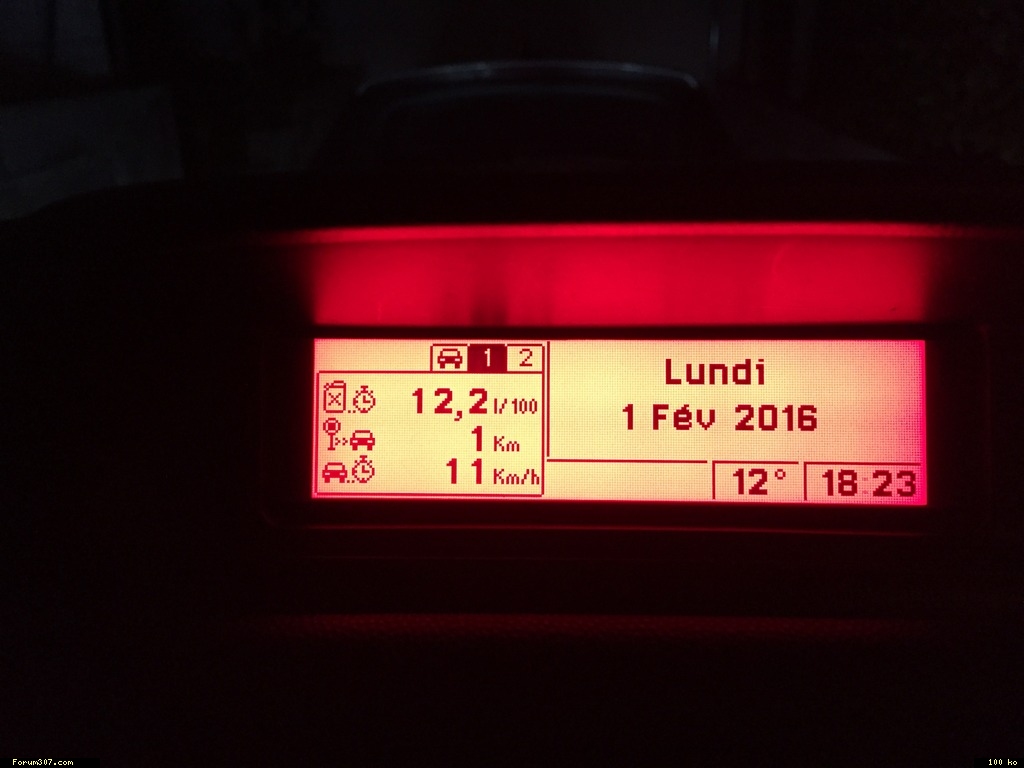 1 2
12,2 l/100
1 Km
11 Km/h
Lundi
1 Fév 2016
12° 18:23
Forum307.com
100 ko